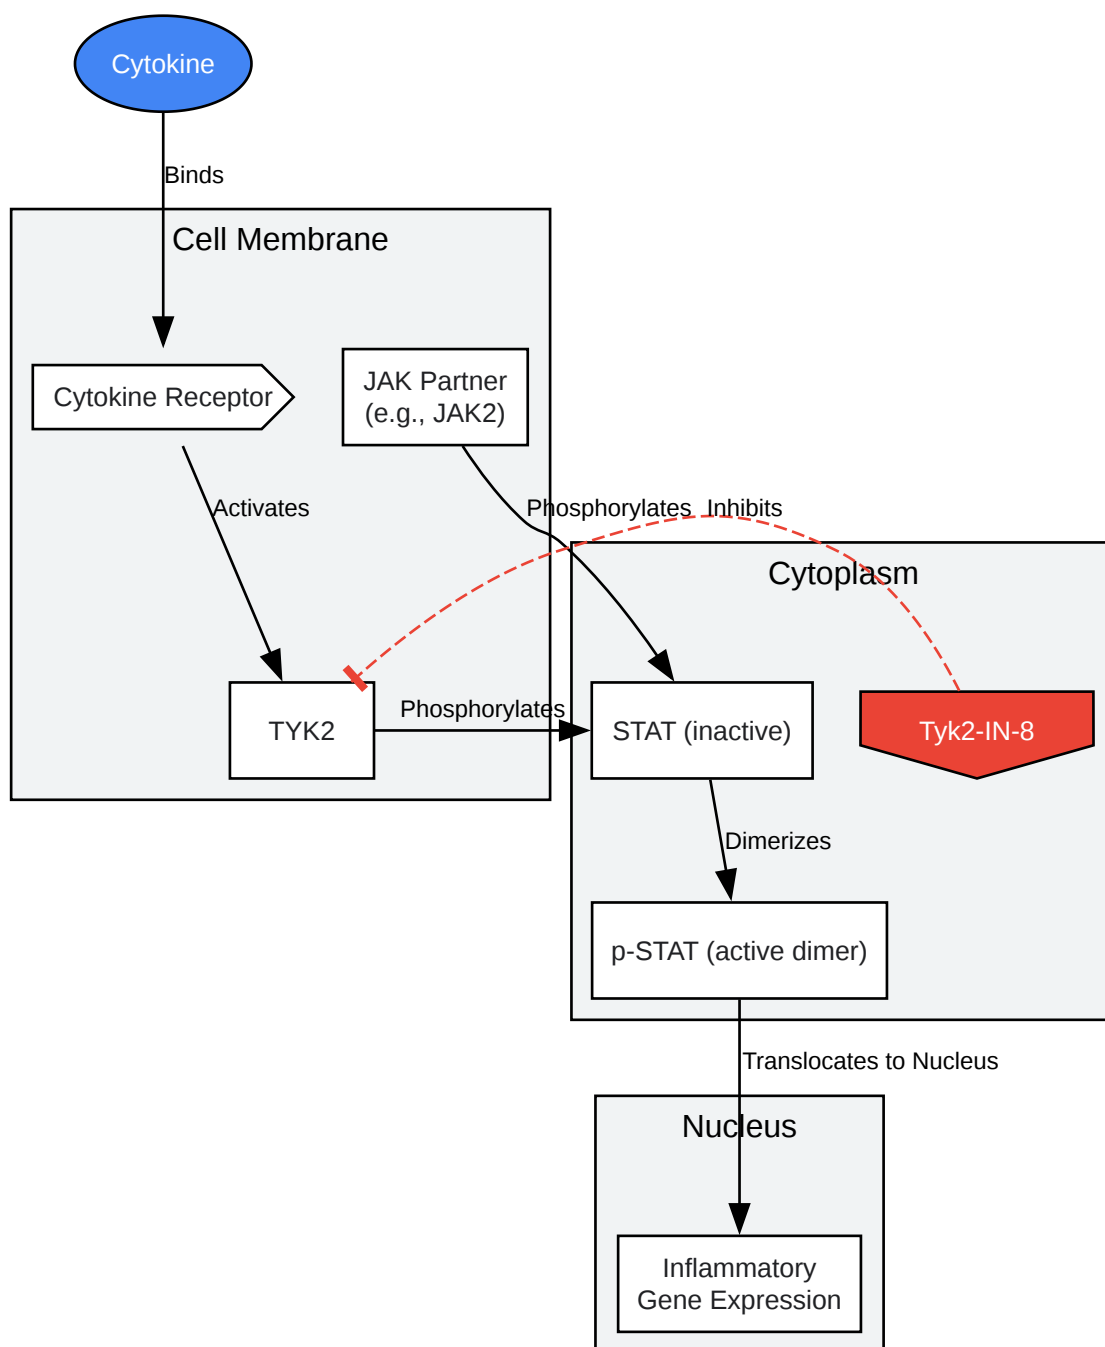 Cytokine
Binds
Cell Membrane
Cytokine Receptor
JAK Partner
(e.g., JAK2)
Activates
Phosphorylates
Inhibits
Cytoplasm
TYK2
Phosphorylates
STAT (inactive)
Tyk2-IN-8
Dimerizes
p-STAT (active dimer)
Translocates to Nucleus
Nucleus
Inflammatory
Gene Expression